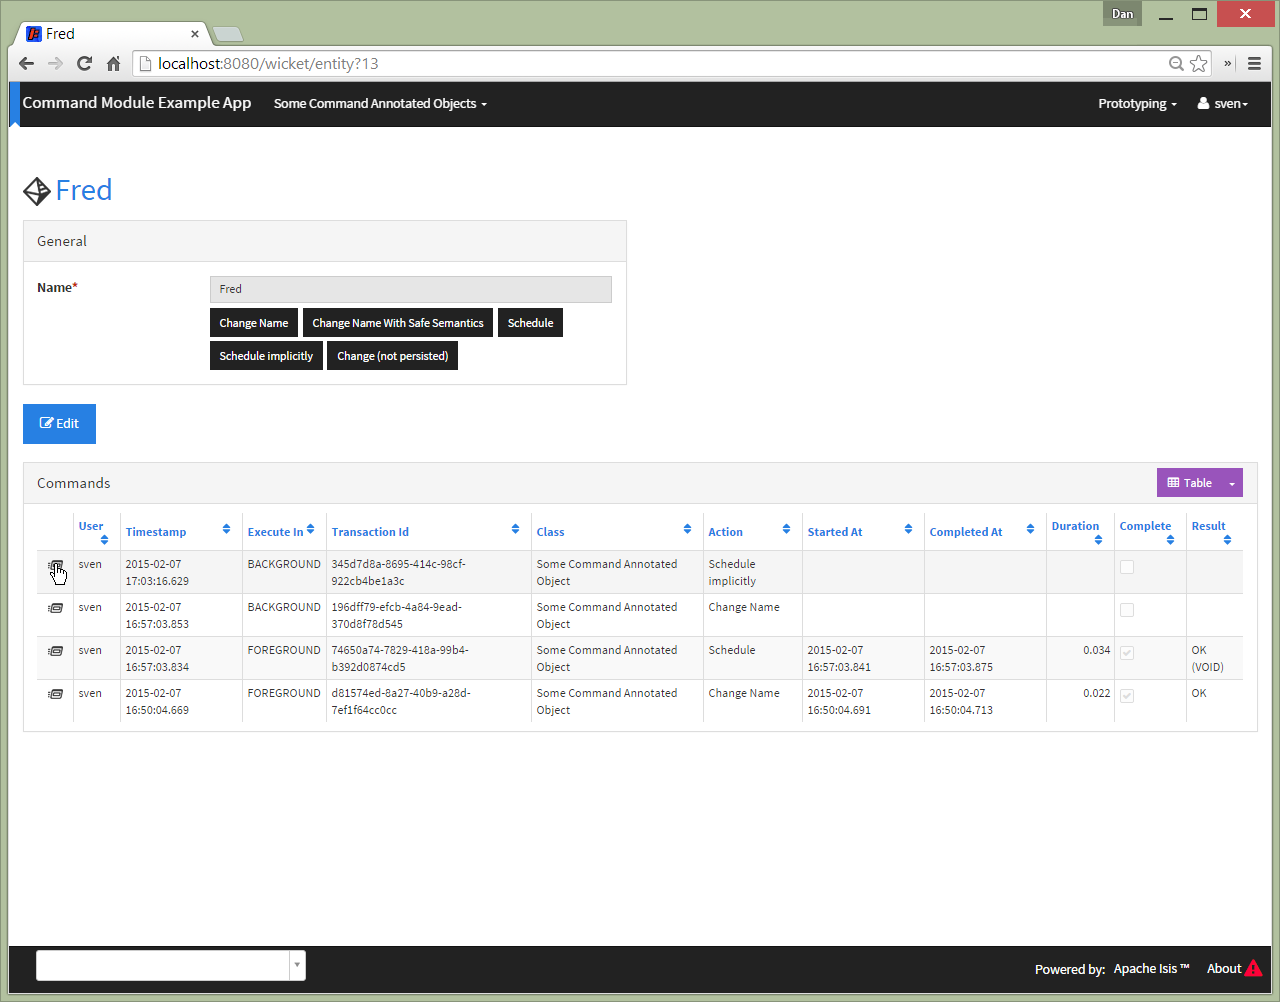 Dan
Fred
localhost:8080/wicket/entity?13
»
Command Module Example App Some Command Annotated Objects Prototyping sven
Fred
General
Name* Fred
Change Name Change Name With Safe Semantics Schedule
Schedule implicitly Change (not persisted)
Edit
Commands Table
User Timestamp Execute In Transaction Id Class Action Started At Completed At Duration Complete Result
sven 2015-02-07 BACKGROUND 345d7d8a-8695-414c-98cf- Some Command Annotated Schedule
17:03:16.629 922cb4be1a3c Object implicitly
sven 2015-02-07 BACKGROUND 196dff79-efcb-4a84-9ead- Some Command Annotated Change Name
16:57:03.853 370d8f78d545 Object
sven 2015-02-07 FOREGROUND 74650a74-7829-418a-99b4- Some Command Annotated Schedule 2015-02-07 2015-02-07 0.034 OK
16:57:03.834 b392d0874cd5 Object 16:57:03.841 16:57:03.875 (VOID)
sven 2015-02-07 FOREGROUND d81574ed-8a27-40b9-a28d- Some Command Annotated Change Name 2015-02-07 2015-02-07 0.022 OK
16:50:04.669 7ef1f64cc0cc Object 16:50:04.691 16:50:04.713
Powered by: Apache Isis ™ About